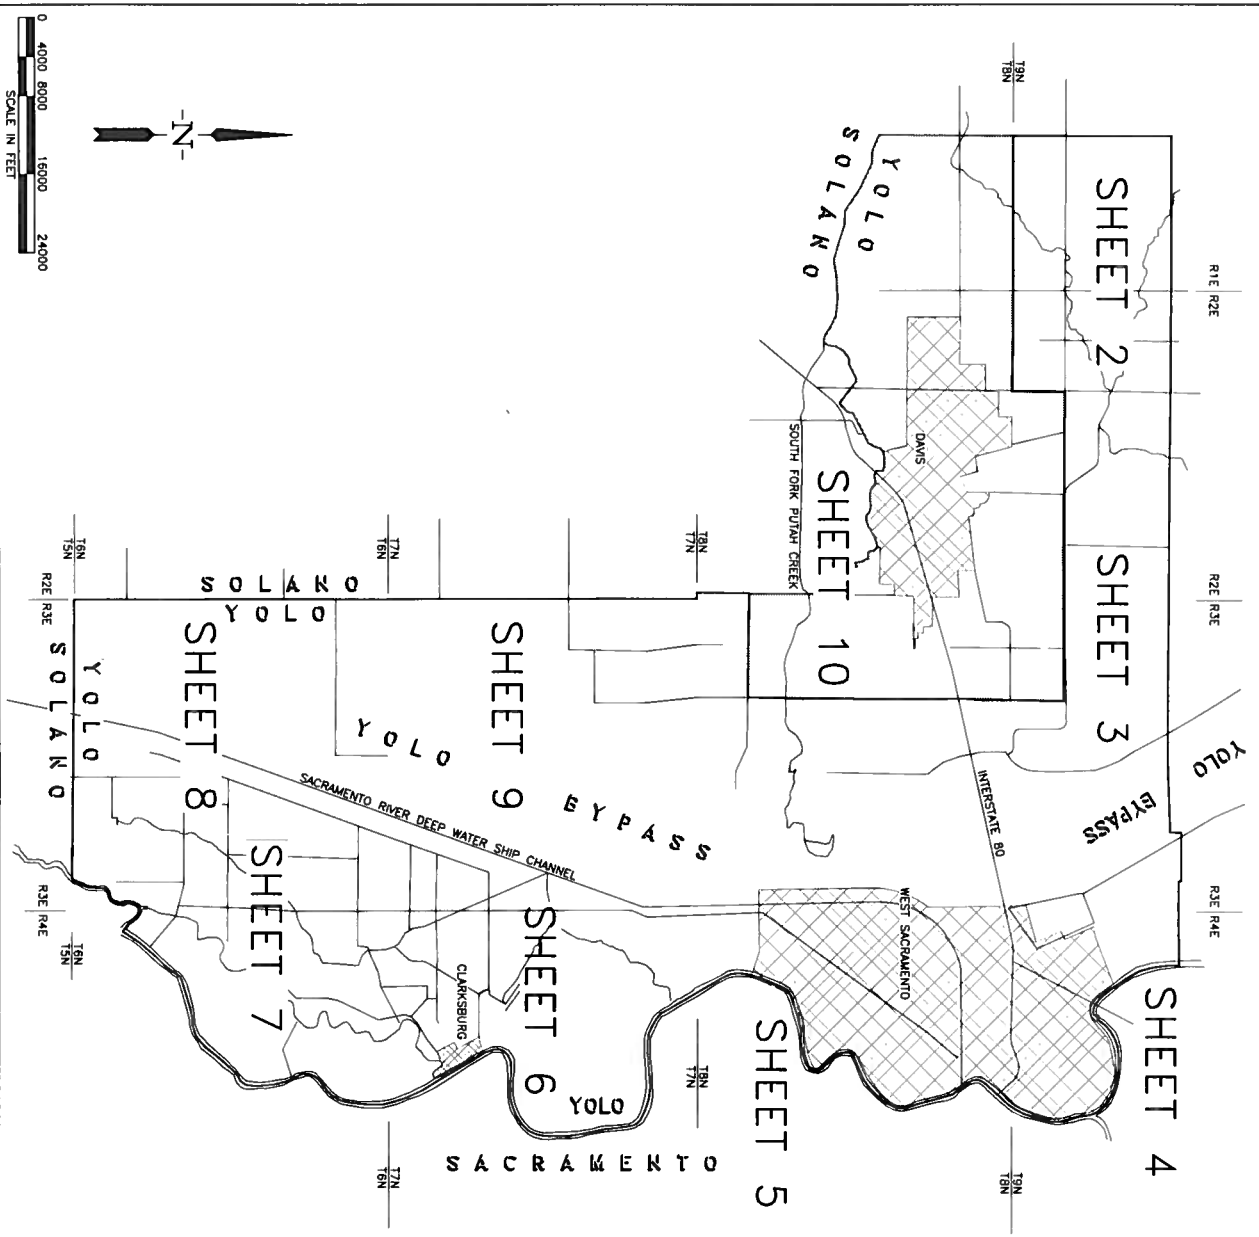 T9N
T8N
SHEET 2
R1E R2E
YOLO
SOLANO
DAVIS
SOUTH FORK PUTAH CREEK
SHEET 10
SHEET 3
R2E R3E
YOLO
BYPASS
INTERSTATE 80
R3E R4E
SHEET 4
WEST SACRAMENTO
SHEET 5
T9N
T8N
T8N
T7N
T7N
T6N
T6N
T5N
SOLANO
YOLO
R2E R3E
YOLO
SOLANO
SHEET 9
YOLO BYPASS
SHEET 8
SACRAMENTO RIVER DEEP WATER SHIP CHANNEL
SHEET 7
SHEET 6
CLARKSBURG
YOLO
SACRAMENTO
R3E R4E
T6N
T5N
T7N
T6N
T8N
T7N
-N-
0 4000 8000 16000 24000
SCALE IN FEET